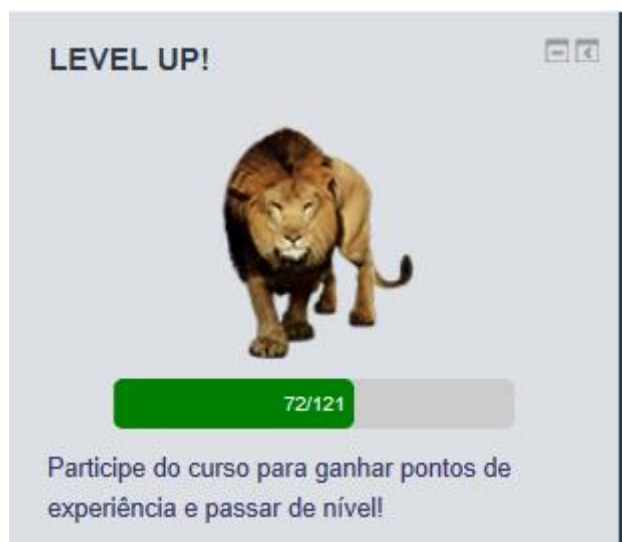 LEVEL UP!
72/121
Participe do curso para ganhar pontos de
experiência e passar de nível!